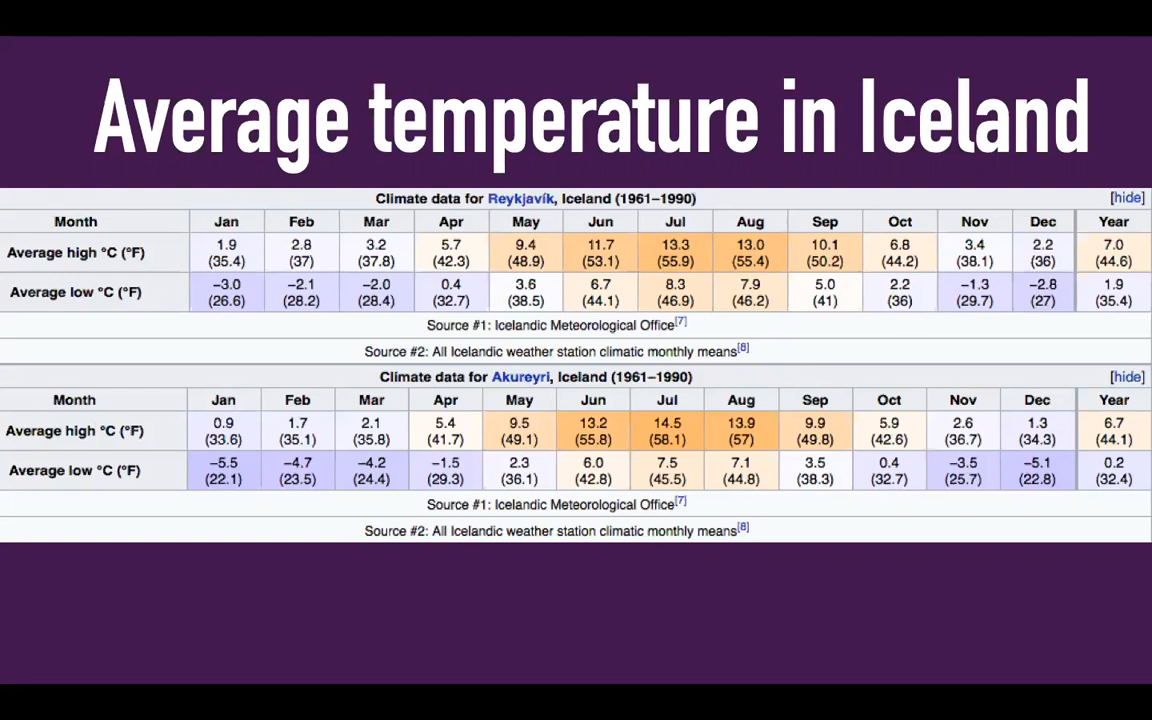 Average temperature in Iceland
Climate data for Reykjavík, Iceland (1961–1990) [hide]
Month Jan Feb Mar Apr May Jun Jul Aug Sep Oct Nov Dec Year
Average high °C (°F) 1.9 2.8 3.2 5.7 9.4 11.7 13.3 13.0 10.1 6.8 3.4 2.2 7.0
(35.4) (37) (37.8) (42.3) (48.9) (53.1) (55.9) (55.4) (50.2) (44.2) (38.1) (36) (44.6)
Average low °C (°F) −3.0 −2.1 −2.0 0.4 3.6 6.7 8.3 7.9 5.0 2.2 −1.3 −2.8 1.9
(26.6) (28.2) (28.4) (32.7) (38.5) (44.1) (46.9) (46.2) (41) (36) (29.7) (27) (35.4)
Source #1: Icelandic Meteorological Office[7]
Source #2: All Icelandic weather station climatic monthly means[8]
Climate data for Akureyri, Iceland (1961–1990) [hide]
Month Jan Feb Mar Apr May Jun Jul Aug Sep Oct Nov Dec Year
Average high °C (°F) 0.9 1.7 2.1 5.4 9.5 13.2 14.5 13.9 9.9 5.9 2.6 1.3 6.7
(33.6) (35.1) (35.8) (41.7) (49.1) (55.8) (58.1) (57) (49.8) (42.6) (36.7) (34.3) (44.1)
Average low °C (°F) −5.5 −4.7 −4.2 −1.5 2.3 6.0 7.5 7.1 3.5 0.4 −3.5 −5.1 0.2
(22.1) (23.5) (24.4) (29.3) (36.1) (42.8) (45.5) (44.8) (38.3) (32.7) (25.7) (22.8) (32.4)
Source #1: Icelandic Meteorological Office[7]
Source #2: All Icelandic weather station climatic monthly means[8]